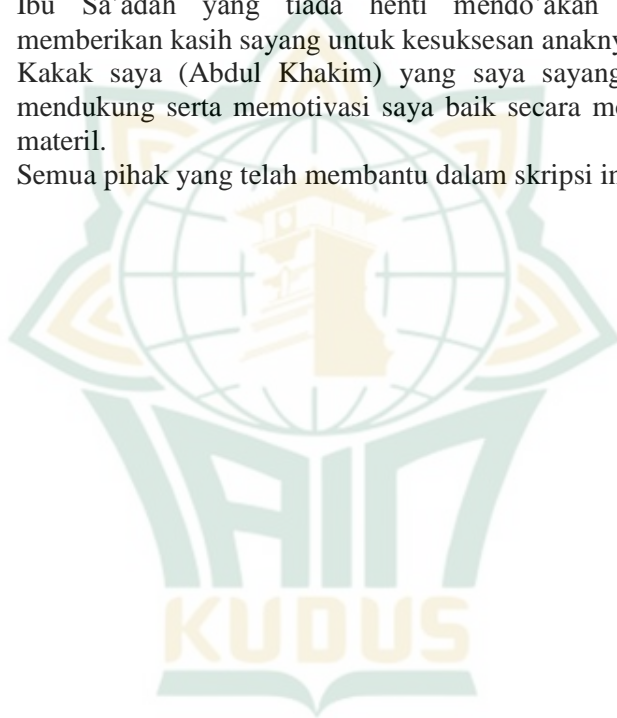 Ibu Sa’adah yang tiada henti mendo’akan
memberikan kasih sayang untuk kesuksesan
Kakak saya (Abdul Khakim) yang saya sayang
mendukung serta memotivasi saya baik secara
materil.
Semua pihak yang telah membantu dalam skripsi
IAIN
KUDUS